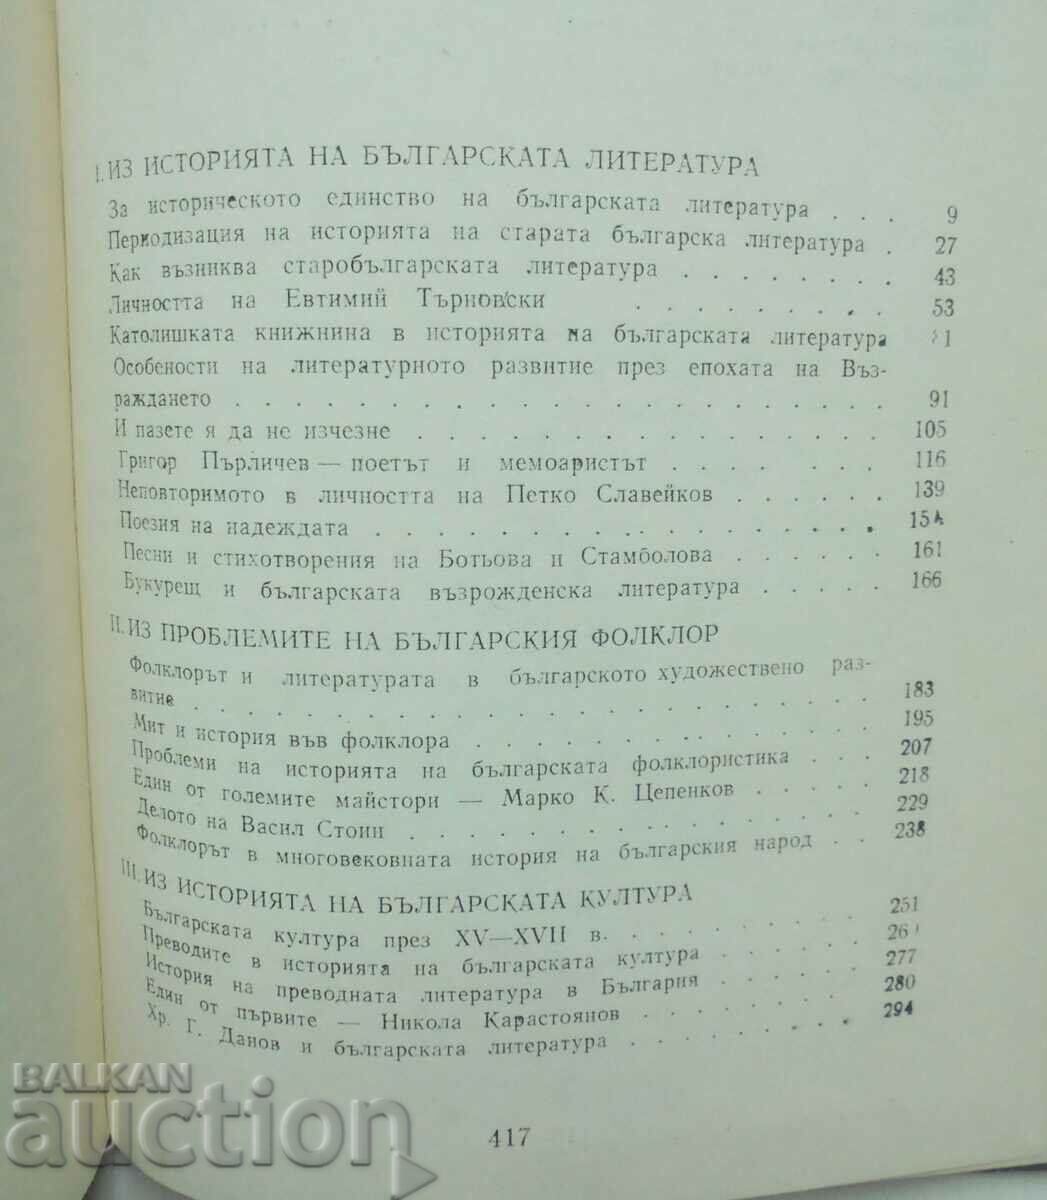 I. ИЗ ИСТОРИЯТА НА БЪЛГАРСКАТА ЛИТЕРАТУРА
За историческото единство на българската литература . . . 9
Периодизация на историята на старата българска литература . 27
Как възниква старобългарската литература . . . . . . . 43
Личността на Евтимий Търновски . . . . . . . . . 53
Католишката книжнина в историята на българската литература
Особености на литературното развитие през епохата на Въз-
раждането . . . . . . . . . . . . . . . . . . . . 91
И пазете я да не изчезне . . . . . . . . . . . . . . . 105
Григор Пърличев — поетът и мемоаристът . . . . . . . 116
Неповторимото в личността на Петко Славейков . . . . . . 139
Поезия на надеждата . . . . . . . . . . . . . . . . 154
Песни и стихотворения на Ботьова и Стамболова . . . . . . 161
Букурещ и българската възрожденска литература . . . . . 166
II. ИЗ ПРОБЛЕМИТЕ НА БЪЛГАРСКИЯ ФОЛКЛОР
Фолклорът и литературата в българското художествено раз-
витие . . . . . . . . . . . . . . . . . . . . . . 183
Мит и история във фолклора . . . . . . . . . . . . . 195
Проблеми на историята на българската фолклористика . . . 207
Един от големите майстори — Марко К. Цепенков . . . . . 218
Делото на Васил Стоин . . . . . . . . . . . . . . . 229
Фолклорът в многовековната история на българския народ . . 238
III. ИЗ ИСТОРИЯТА НА БЪЛГАРСКАТА КУЛТУРА
Българската култура през XV—XVII в. . . . . . . . . . 251
Преводите в историята на българската култура . . . . . .
История на преводната литература в България . . . . . . 277
Един от първите — Никола Карастоянов . . . . . . . . 280
Хр. Г. Данов и българската литература . . . . . . . . . 294
417
BALKAN
auction